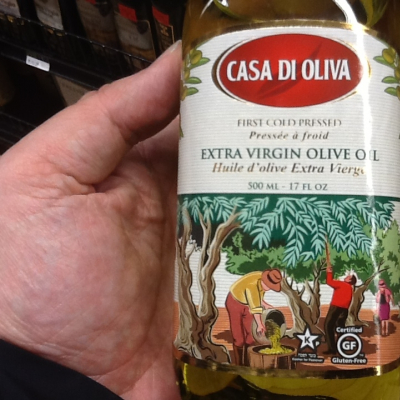 CASA DI OLIVA
FIRST COLD PRESSED
Pressée à froid
EXTRA VIRGIN OLIVE OIL
Huile d'olive Extra Vierge
500 ML - 17 FL OZ
Certified
GF
Gluten-Free
K